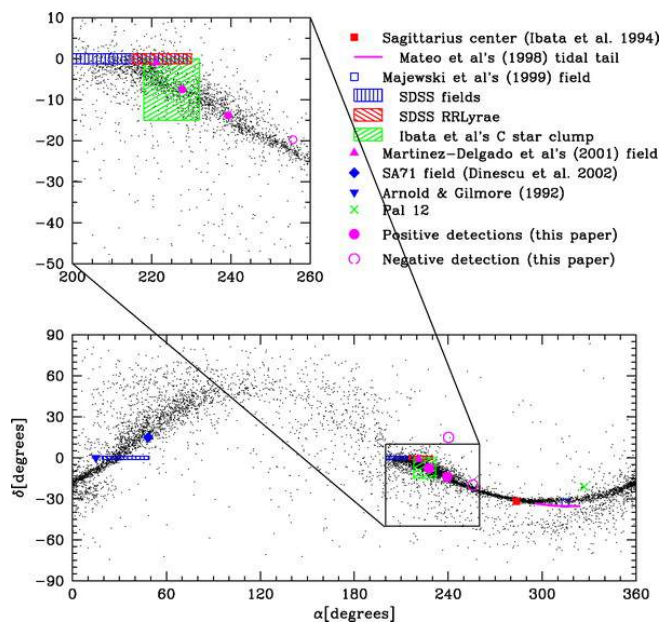 10
0
-10
-20
-30
-40
-50
200 220 240 260
Sagittarius center (Ibata et al. 1994)
Mateo et al's (1998) tidal tail
Majewski et al's (1999) field
SDSS fields
SDSS RRLyrae
Ibata et al's C star clump
Martinez-Delgado et al's (2001) field
SA71 field (Dinescu et al. 2002)
Arnold & Gilmore (1992)
Pal 12
Positive detections (this paper)
Negative detection (this paper)
90
60
30
0
-30
-60
-90
δ[degrees]
0 60 120 180 240 300 360
α[degrees]